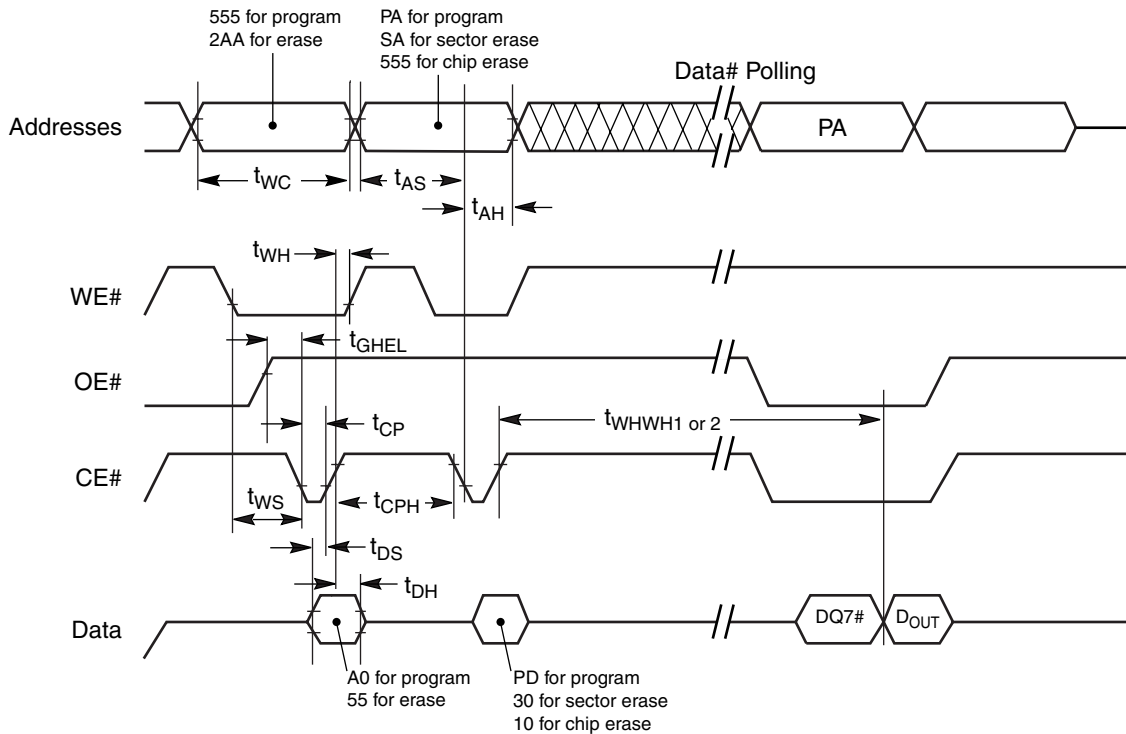 555 for program
2AA for erase
PA for program
SA for sector erase
555 for chip erase
Data# Polling
Addresses
PA
tWC
tAS
tAH
tWH
WE#
tGHEL
OE#
tWHWH1 or 2
tCP
CE#
tWS
tCPH
tDS
tDH
Data
DQ7#
DOUT
A0 for program
55 for erase
PD for program
30 for sector erase
10 for chip erase